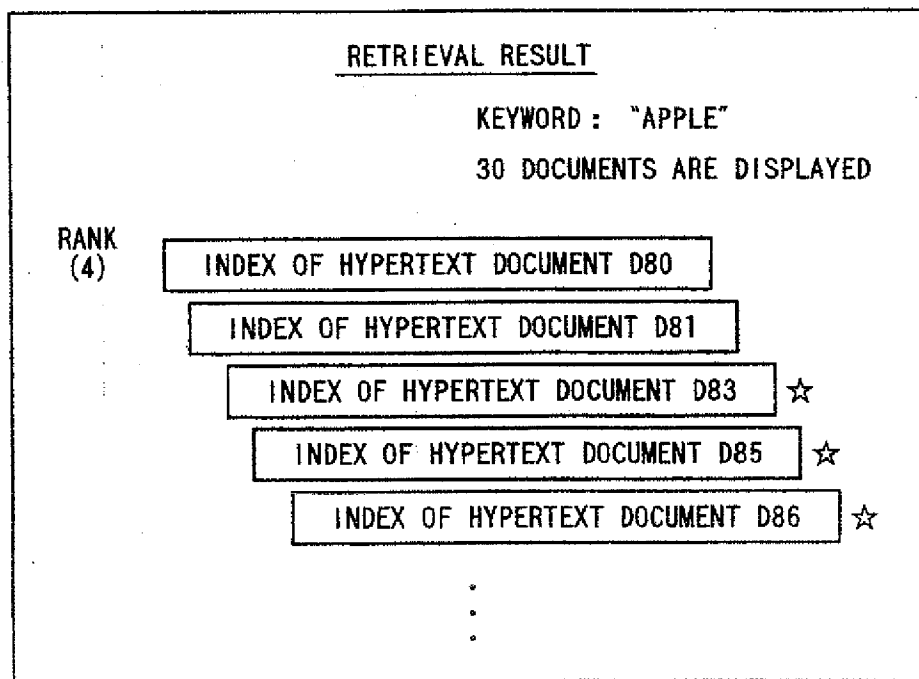 RETRIEVAL RESULT
KEYWORD : "APPLE"
30 DOCUMENTS ARE DISPLAYED
RANK
(4)
INDEX OF HYPERTEXT DOCUMENT D80
INDEX OF HYPERTEXT DOCUMENT D81
INDEX OF HYPERTEXT DOCUMENT D83 ☆
INDEX OF HYPERTEXT DOCUMENT D85 ☆
INDEX OF HYPERTEXT DOCUMENT D86 ☆